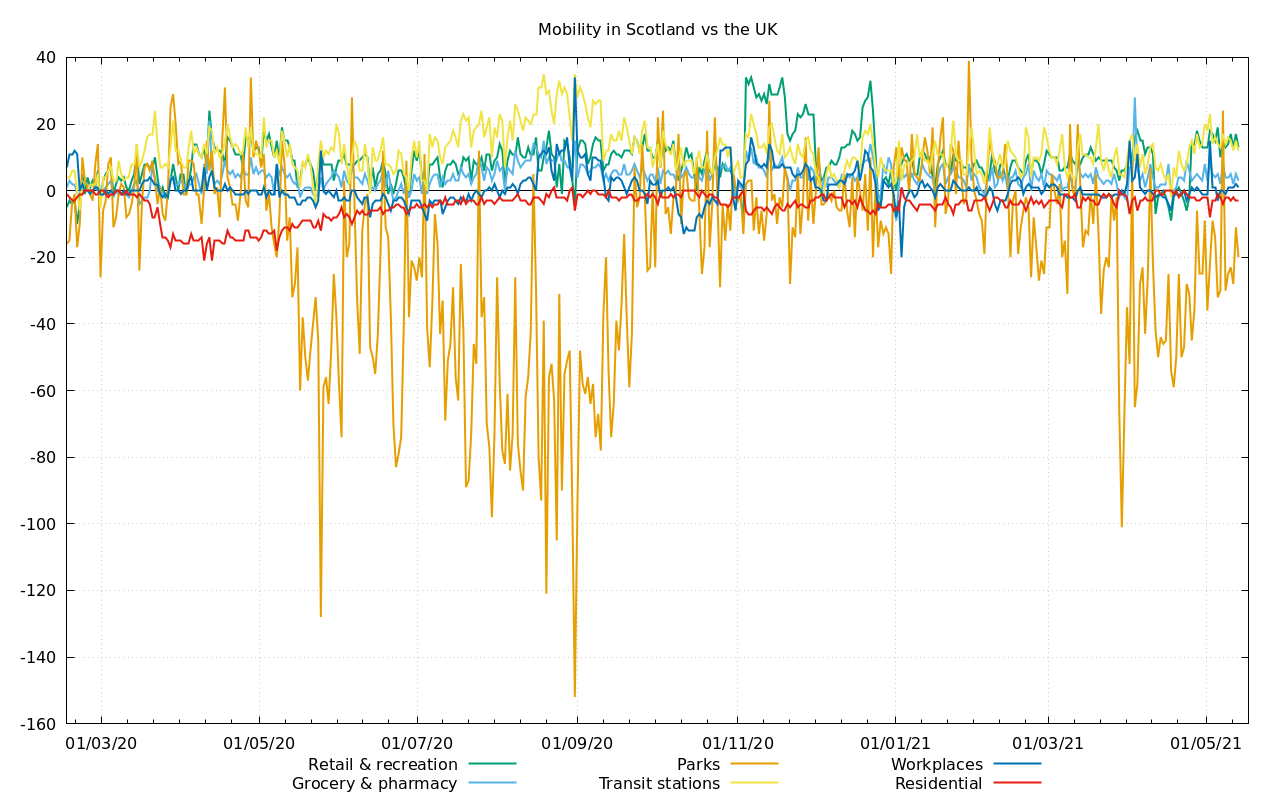 Mobility in Scotland vs the UK
40
20
0
-20
-40
-60
-80
-100
-120
-140
-160
01/03/20 01/05/20 01/07/20 01/09/20 01/11/20 01/01/21 01/03/21 01/05/21
Retail & recreation Parks Workplaces
Grocery & pharmacy Transit stations Residential